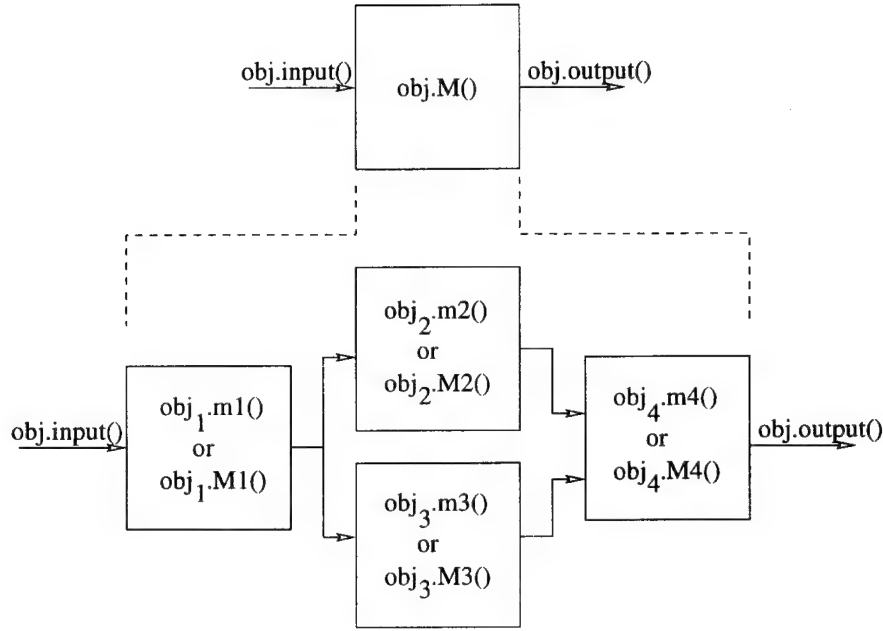 obj.input()
obj.M()
obj.output()
obj2.m2()
or
obj2.M2()
obj.input()
obj1.m1()
or
obj1.M1()
obj4.m4()
or
obj4.M4()
obj.output()
obj3.m3()
or
obj3.M3()